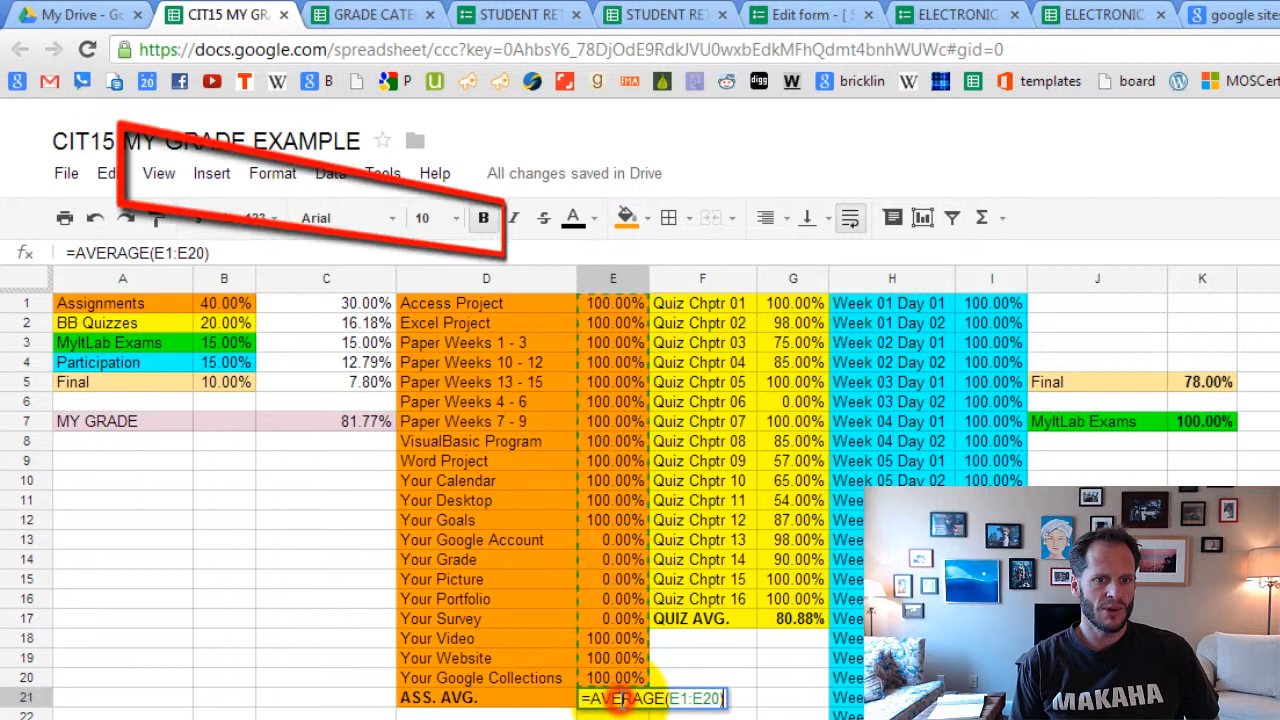 My Drive - Go
CIT15 MY GR
GRADE CATE
STUDENT RET
STUDENT RET
Edit form - [ S
ELECTRONIC
ELECTRONIC
google site
https://docs.google.com/spreadsheet/ccc?key=0AhbsY6_78DjOdE9RdkJVU0wxbEdkMFhQdmt4bnhWUWc#gid=0
B P bricklin templates board MOSCert
CIT15 MY GRADE EXAMPLE
File Ed View Insert Format Data Tools Help All changes saved in Drive
$ % 123 Arial 10 B I S A Σ
fx =AVERAGE(E1:E20)
A B C D E F G H I J K
1 Assignments 40.00% 30.00% Access Project 100.00% Quiz Chptr 01 100.00% Week 01 Day 01 100.00%
2 BB Quizzes 20.00% 16.18% Excel Project 100.00% Quiz Chptr 02 98.00% Week 01 Day 02 100.00%
3 MyItLab Exams 15.00% 15.00% Paper Weeks 1 - 3 100.00% Quiz Chptr 03 75.00% Week 02 Day 01 100.00%
4 Participation 15.00% 12.79% Paper Weeks 10 - 12 100.00% Quiz Chptr 04 85.00% Week 02 Day 02 100.00%
5 Final 10.00% 7.80% Paper Weeks 13 - 15 100.00% Quiz Chptr 05 100.00% Week 03 Day 01 100.00% Final 78.00%
6 Paper Weeks 4 - 6 100.00% Quiz Chptr 06 0.00% Week 03 Day 02 100.00%
7 MY GRADE 81.77% Paper Weeks 7 - 9 100.00% Quiz Chptr 07 100.00% Week 04 Day 01 100.00% MyItLab Exams 100.00%
8 VisualBasic Program 100.00% Quiz Chptr 08 85.00% Week 04 Day 02 100.00%
9 Word Project 100.00% Quiz Chptr 09 57.00% Week 05 Day 01 100.00%
10 Your Calendar 100.00% Quiz Chptr 10 65.00% Week 05 Day 02 100.00%
11 Your Desktop 100.00% Quiz Chptr 11 54.00% Wee
12 Your Goals 100.00% Quiz Chptr 12 87.00% Wee
13 Your Google Account 0.00% Quiz Chptr 13 98.00% Wee
14 Your Grade 0.00% Quiz Chptr 14 90.00% Wee
15 Your Picture 0.00% Quiz Chptr 15 100.00% Wee
16 Your Portfolio 0.00% Quiz Chptr 16 100.00% Wee
17 Your Survey 0.00% QUIZ AVG. 80.88% Wee
18 Your Video 100.00% Wee
19 Your Website 100.00% Wee
20 Your Google Collections 100.00% Wee
21 ASS. AVG. =AVERAGE(E1:E20) Wee
22
MAKAHA